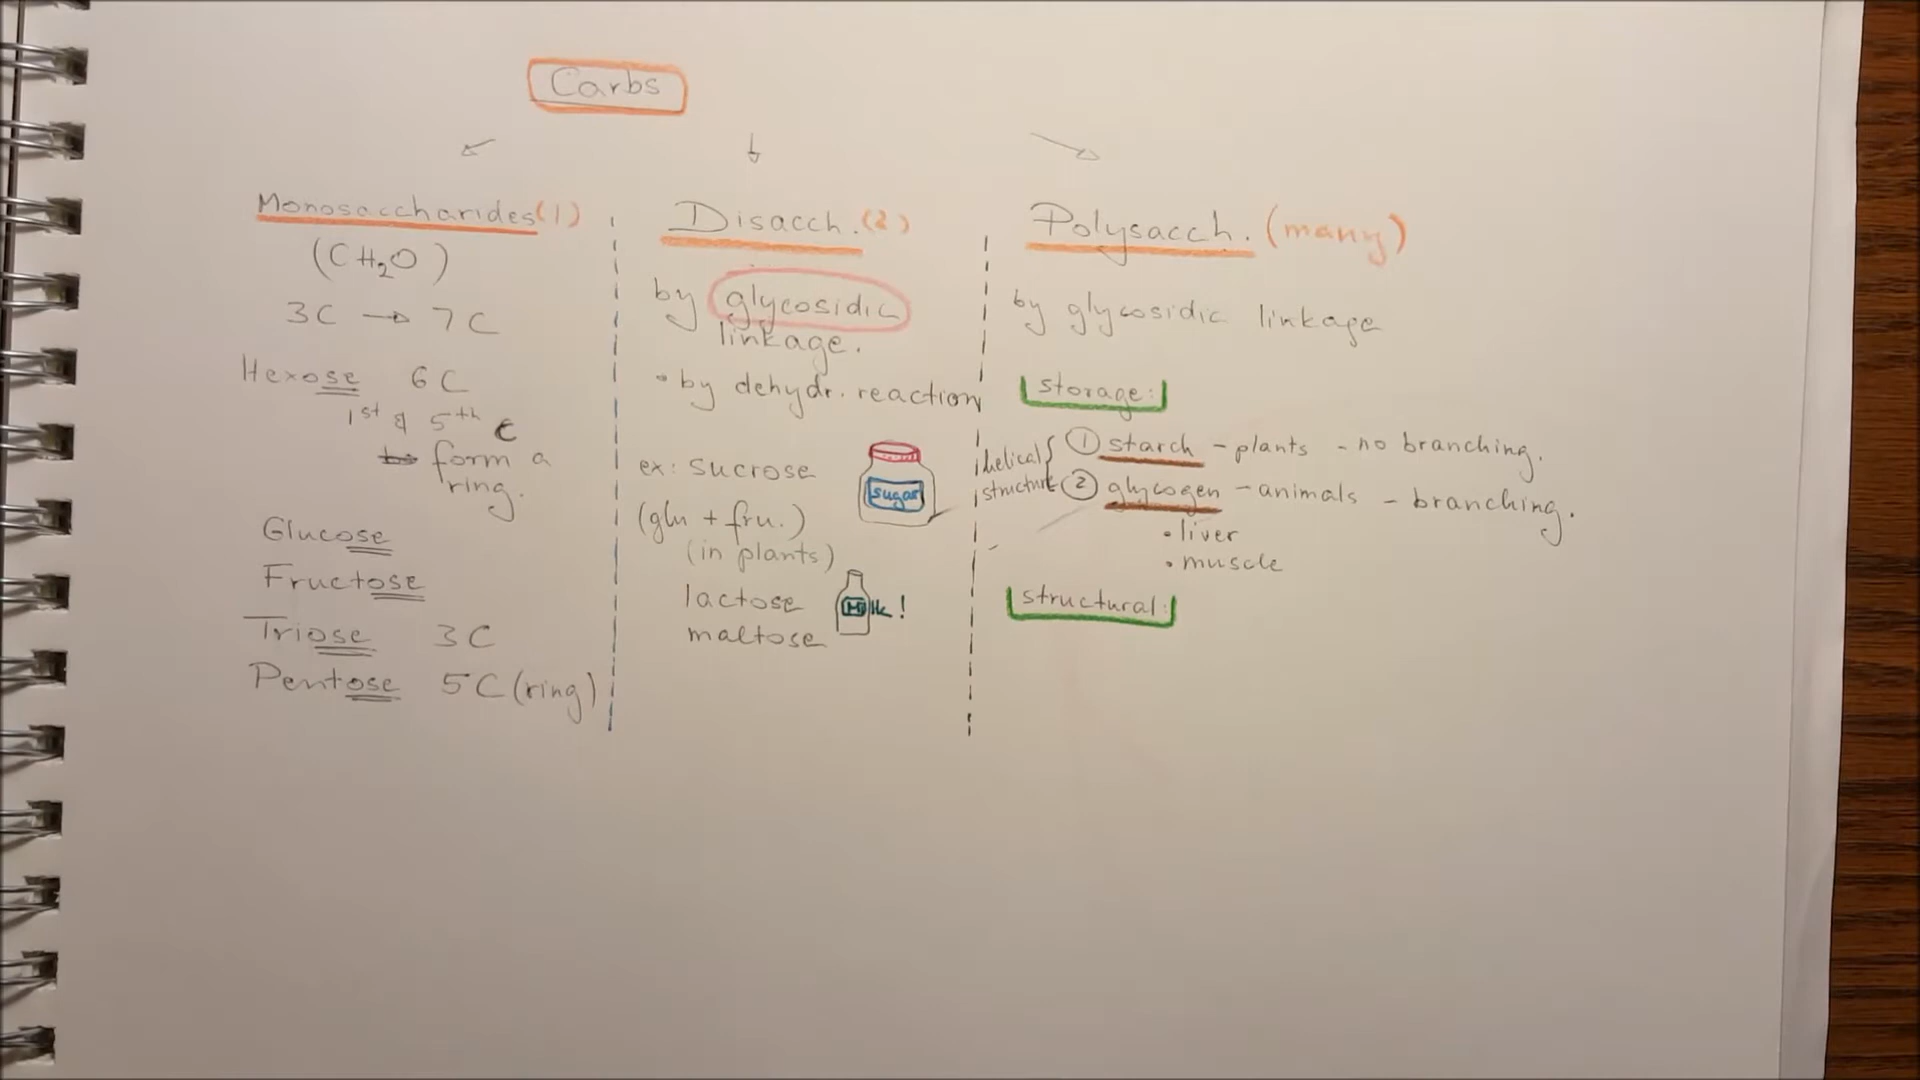 Carbs
Monosaccharides (1)
(CH₂O)
3C → 7C
Hexose 6C
1st & 5th C
form a
ring.
Glucose
Fructose
Triose 3C
Pentose 5C (ring)
Disacch. (2)
by glycosidic
linkage.
• by dehydr. reaction
ex: sucrose
sugar
(glu + fru.)
(in plants)
lactose
Milk!
maltose
Polysacch. (many)
by glycosidic linkage
storage:
helical structure { ① starch - plants - no branching.
② glycogen - animals - branching.
• liver
• muscle
structural: